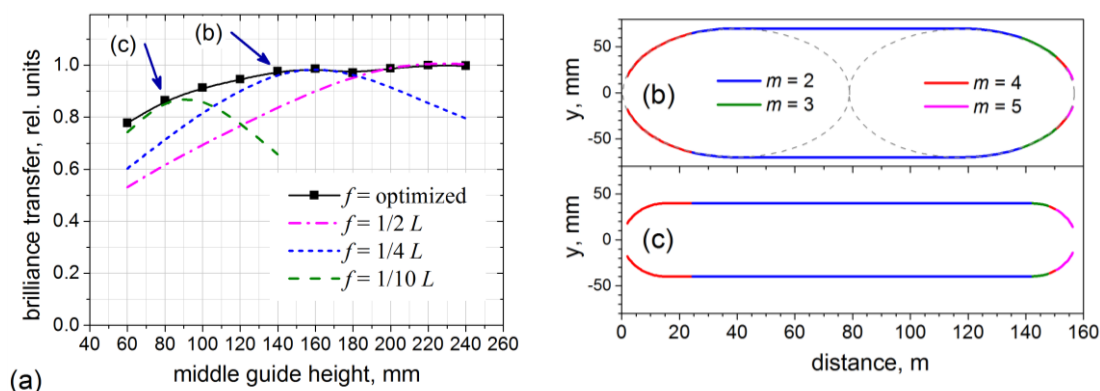 (c)
(b)
1.0
0.8
0.6
0.4
0.2
0.0
brilliance transfer, rel. units
f = optimized
f = 1/2 L
f = 1/4 L
f = 1/10 L
40 60 80 100 120 140 160 180 200 220 240 260
middle guide height, mm
(a)
50
0
-50
y, mm
(b)
m = 2
m = 3
m = 4
m = 5
50
0
-50
y, mm
(c)
0 20 40 60 80 100 120 140 160
distance, m